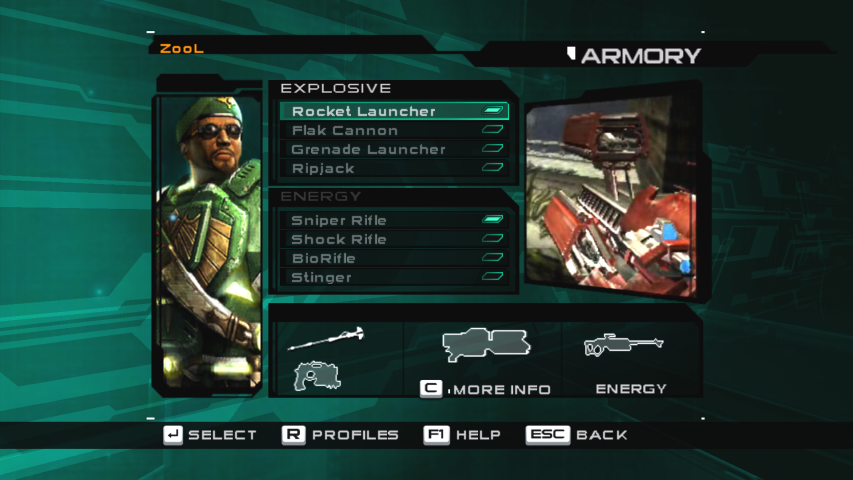 ZooL
ARMORY
EXPLOSIVE
Rocket Launcher
Flak Cannon
Grenade Launcher
Ripjack
ENERGY
Sniper Rifle
Shock Rifle
BioRifle
Stinger
C MORE INFO
ENERGY
↵ SELECT R PROFILES F1 HELP ESC BACK